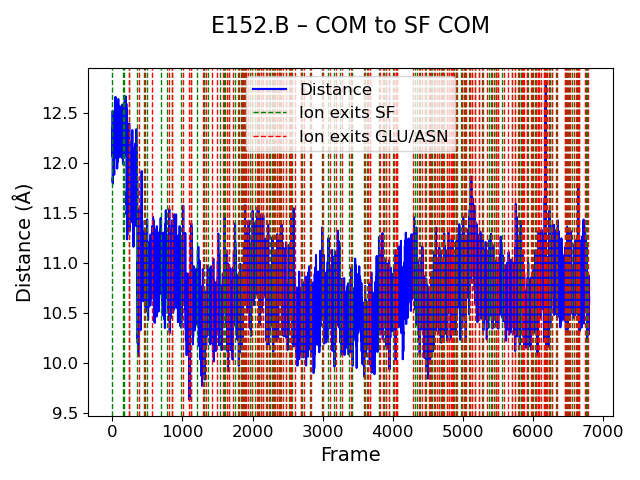 E152.B – COM to SF COM
Distance
Ion exits SF
Ion exits GLU/ASN
Distance (Å)
12.5
12.0
11.5
11.0
10.5
10.0
9.5
0 1000 2000 3000 4000 5000 6000 7000
Frame